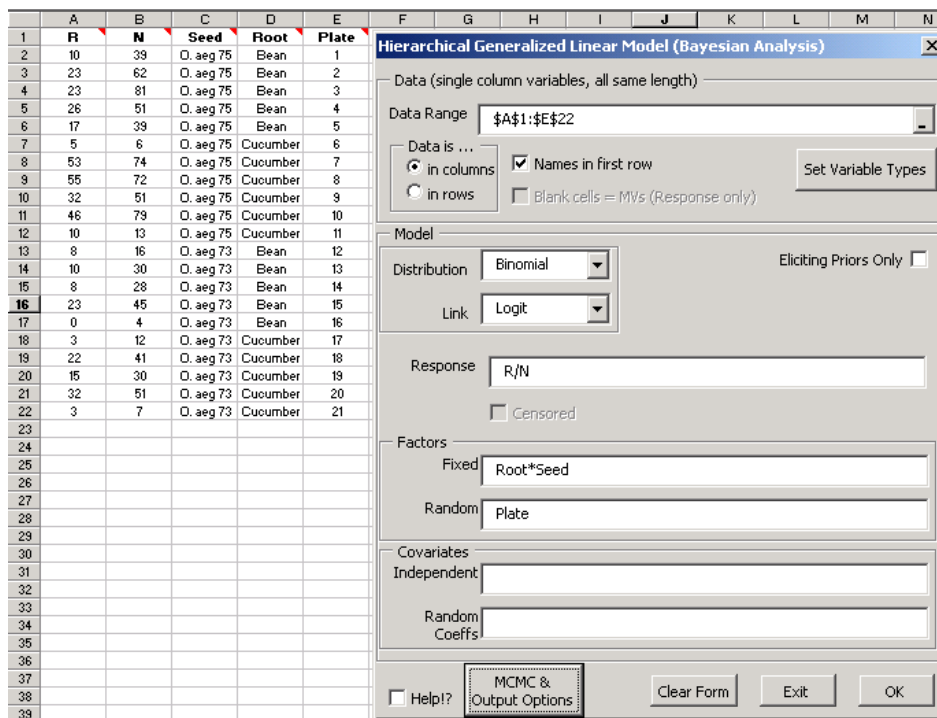 A B C D E F G H I J K L M N
1 R N Seed Root Plate
2 10 39 O. aeg 75 Bean 1
3 23 62 O. aeg 75 Bean 2
4 23 81 O. aeg 75 Bean 3
5 26 51 O. aeg 75 Bean 4
6 17 39 O. aeg 75 Bean 5
7 5 6 O. aeg 75 Cucumber 6
8 53 74 O. aeg 75 Cucumber 7
9 55 72 O. aeg 75 Cucumber 8
10 32 51 O. aeg 75 Cucumber 9
11 46 79 O. aeg 75 Cucumber 10
12 10 13 O. aeg 75 Cucumber 11
13 8 16 O. aeg 73 Bean 12
14 10 30 O. aeg 73 Bean 13
15 8 28 O. aeg 73 Bean 14
16 23 45 O. aeg 73 Bean 15
17 0 4 O. aeg 73 Bean 16
18 3 12 O. aeg 73 Cucumber 17
19 22 41 O. aeg 73 Cucumber 18
20 15 30 O. aeg 73 Cucumber 19
21 32 51 O. aeg 73 Cucumber 20
22 3 7 O. aeg 73 Cucumber 21
23
24
25
26
27
28
29
30
31
32
33
34
35
36
37
38
39
Hierarchical Generalized Linear Model (Bayesian Analysis)
Data (single column variables, all same length)
Data Range $A$1:$E$22
Data is ...
in columns
in rows
Names in first row
Blank cells = MVs (Response only)
Set Variable Types
Model
Distribution Binomial
Link Logit
Eliciting Priors Only
Response R/N
Censored
Factors
Fixed Root*Seed
Random Plate
Covariates
Independent
Random
Coeffs
Help!?
MCMC &
Output Options
Clear Form
Exit
OK